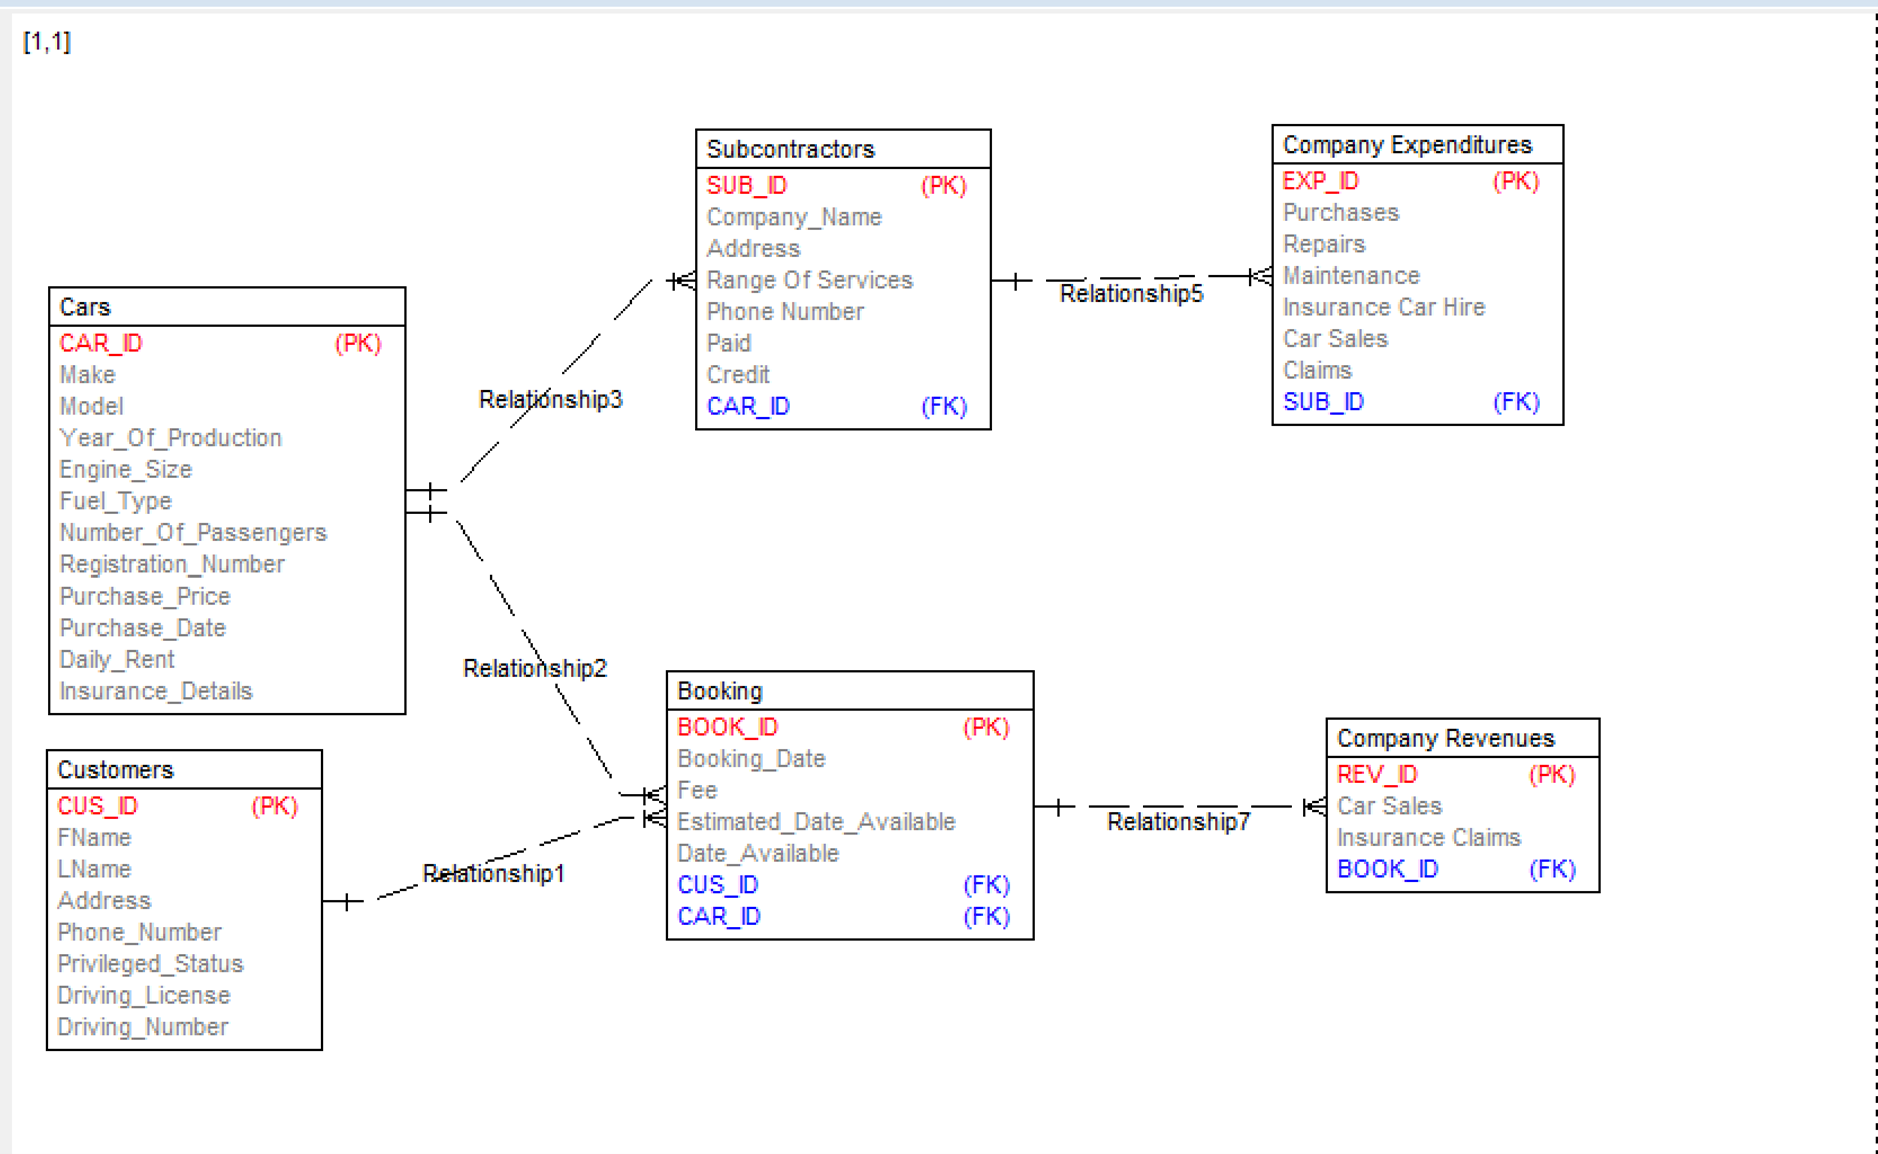 [1,1]
Subcontractors
SUB_ID (PK)
Company_Name
Address
Range Of Services
Phone Number
Paid
Credit
CAR_ID (FK)
Company Expenditures
EXP_ID (PK)
Purchases
Repairs
Maintenance
Insurance Car Hire
Car Sales
Claims
SUB_ID (FK)
Relationship5
Cars
CAR_ID (PK)
Make
Model
Year_Of_Production
Engine_Size
Fuel_Type
Number_Of_Passengers
Registration_Number
Purchase_Price
Purchase_Date
Daily_Rent
Insurance_Details
Relationship3
Relationship2
Booking
BOOK_ID (PK)
Booking_Date
Fee
Estimated_Date_Available
Date_Available
CUS_ID (FK)
CAR_ID (FK)
Company Revenues
REV_ID (PK)
Car Sales
Insurance Claims
BOOK_ID (FK)
Relationship7
Customers
CUS_ID (PK)
FName
LName
Address
Phone_Number
Privileged_Status
Driving_License
Driving_Number
Relationship1